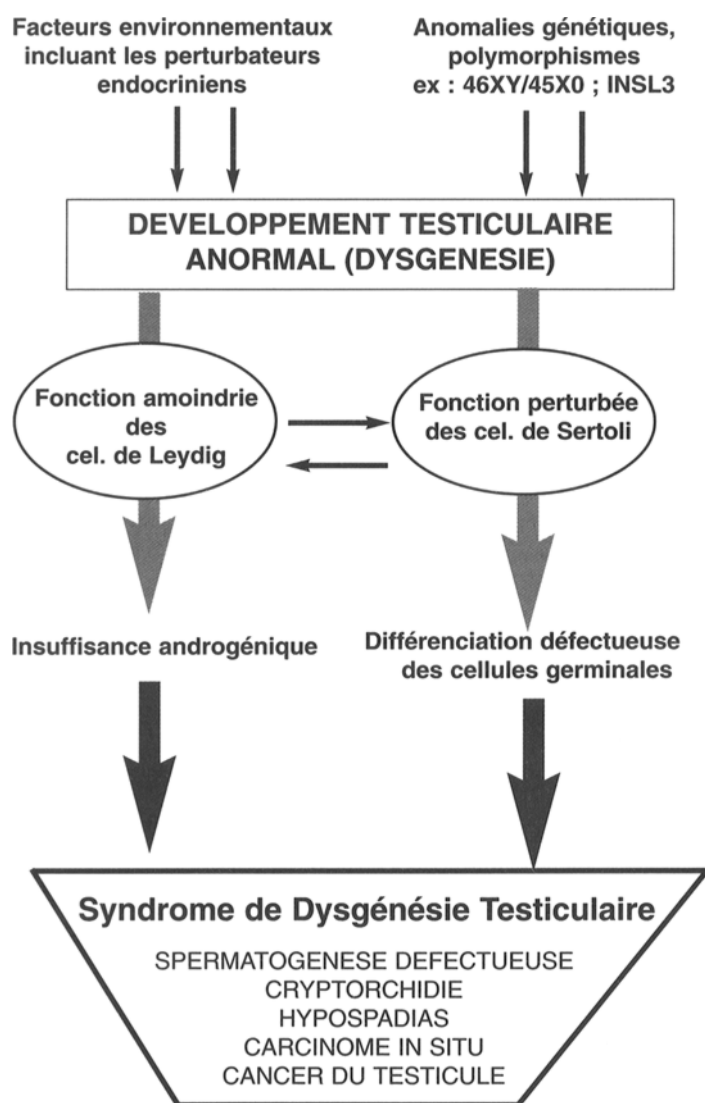 Facteurs environnementaux
incluant les perturbateurs
endocriniens
Anomalies génétiques,
polymorphismes
ex : 46XY/45X0 ; INSL3
DEVELOPPEMENT TESTICULAIRE
ANORMAL (DYSGENESIE)
Fonction amoindrie
des
cel. de Leydig
Fonction perturbée
des cel. de Sertoli
Insuffisance androgénique
Différenciation défectueuse
des cellules germinales
Syndrome de Dysgénésie Testiculaire
SPERMATOGENESE DEFECTUEUSE
CRYPTORCHIDIE
HYPOSPADIAS
CARCINOME IN SITU
CANCER DU TESTICULE